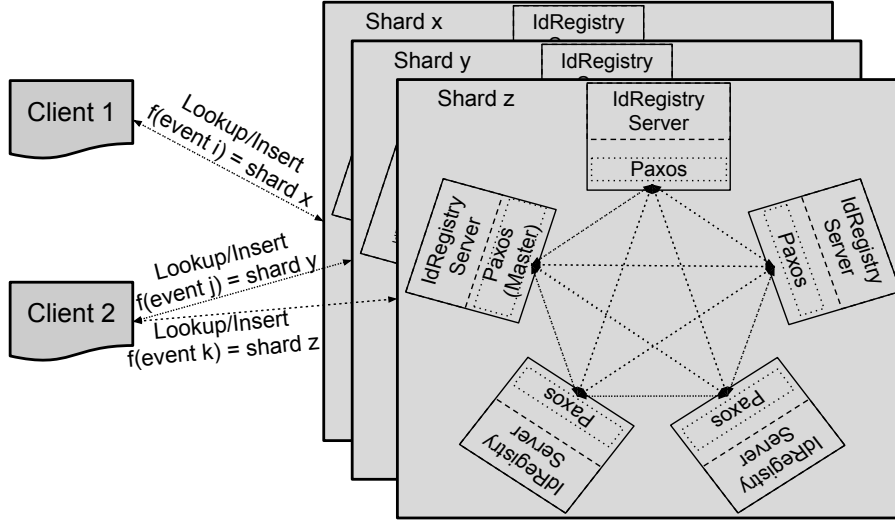 Shard x
IdRegistry
Shard y
IdRegistry
Shard z
IdRegistry
Server
Paxos
Client 1
Lookup/Insert
f(event i) = shard x
Client 2
Lookup/Insert
f(event j) = shard y
Lookup/Insert
f(event k) = shard z
IdRegistry
Server
Paxos
(Master)
IdRegistry
Server
Paxos
Paxos
IdRegistry
Server
Paxos
IdRegistry
Server